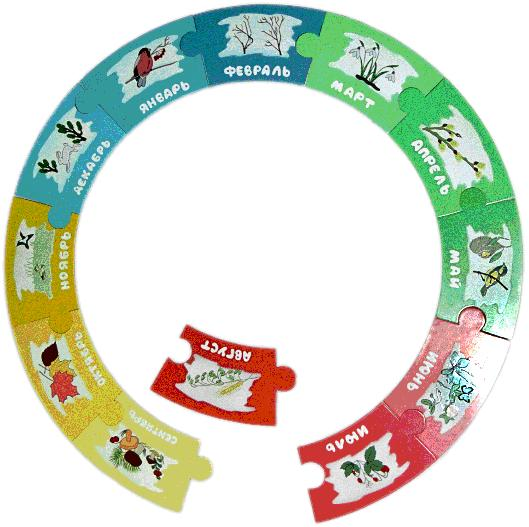 ЯНВАРЬ
ФЕВРАЛЬ
МАРТ
АПРЕЛЬ
МАЙ
ИЮНЬ
ИЮЛЬ
АВГУСТ
СЕНТЯБРЬ
ОКТЯБРЬ
НОЯБРЬ
ДЕКАБРЬ